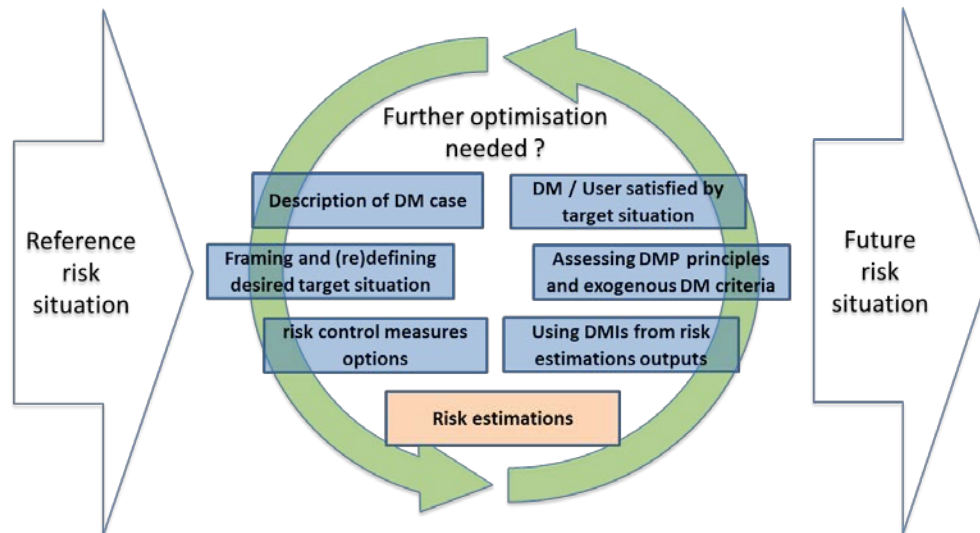 Reference
risk
situation
Further optimisation
needed ?
Description of DM case
Framing and (re)defining
desired target situation
risk control measures
options
Risk estimations
Using DMIs from risk
estimations outputs
Assessing DMP principles
and exogenous DM criteria
DM / User satisfied by
target situation
Future
risk
situation